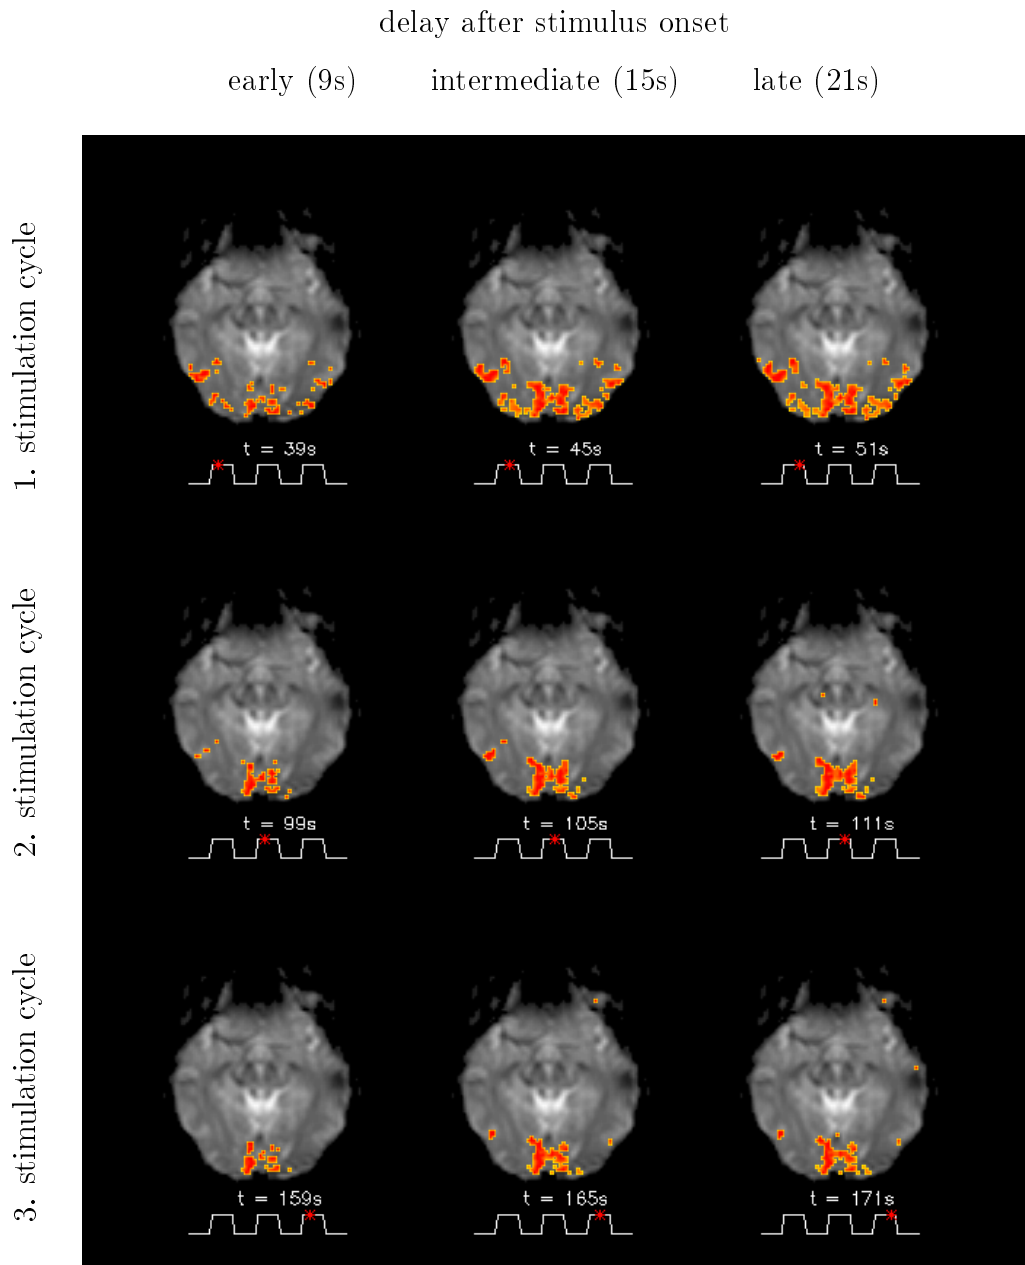 delay after stimulus onset
early (9s) intermediate (15s) late (21s)
1. stimulation cycle
t = 39s t = 45s t = 51s
2. stimulation cycle
t = 99s t = 105s t = 111s
3. stimulation cycle
t = 159s t = 165s t = 171s